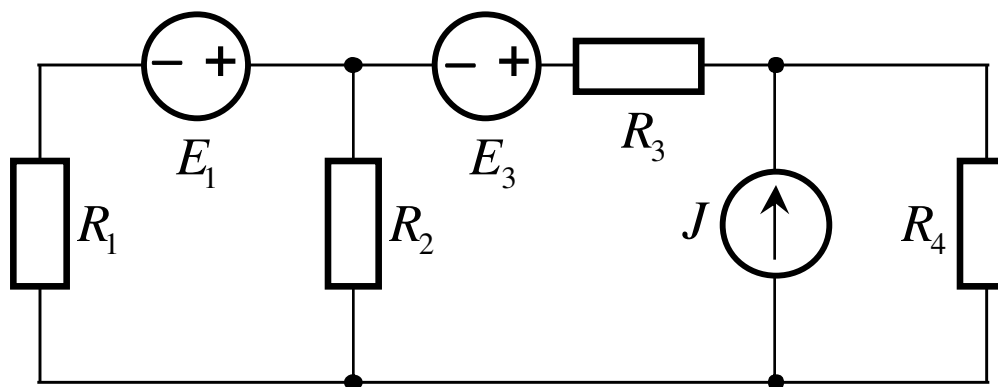 − +
− +
E₁
E₃
R₃
R₁
R₂
J
R₄